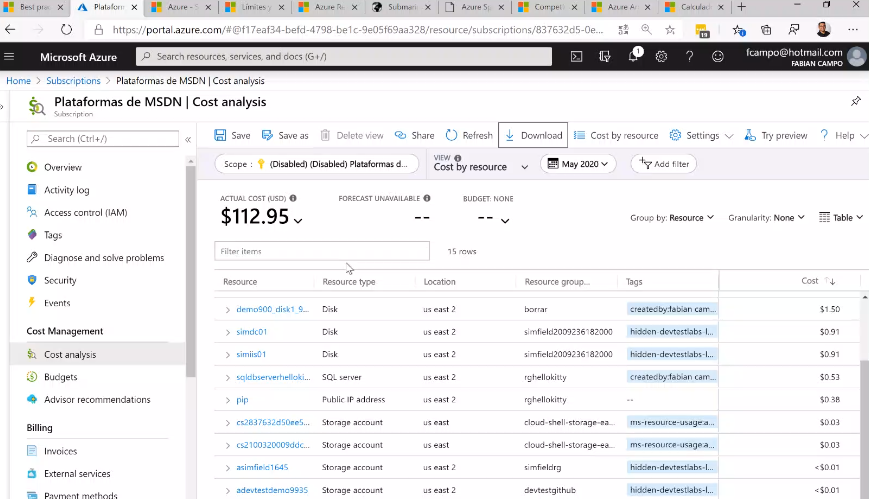 Best prac
Platafor
Azure - S
Límites y
Azure Re
Submari
Azure Sp
Compet
Azure A
Calculad
https://portal.azure.com/#@f17eaf34-befd-4798-be1c-9e05f69aa328/resource/subscriptions/837632d5-0e...
19
Microsoft Azure
Search resources, services, and docs (G+/)
1
fcampo@hotmail.com
FABIAN CAMPO
Home > Subscriptions > Plataformas de MSDN | Cost analysis
Plataformas de MSDN | Cost analysis
Subscription
Search (Ctrl+/)
Overview
Activity log
Access control (IAM)
Tags
Diagnose and solve problems
Security
Events
Cost Management
Cost analysis
Budgets
Advisor recommendations
Billing
Invoices
External services
Payment methods
Save
Save as
Delete view
Share
Refresh
Download
Cost by resource
Settings
Try preview
Help
Scope : (Disabled) (Disabled) Plataformas d...
VIEW
Cost by resource
May 2020
Add filter
ACTUAL COST (USD)
$112.95
FORECAST UNAVAILABLE
--
BUDGET: NONE
--
Group by: Resource
Granularity: None
Table
Filter items
15 rows
Resource Resource type Location Resource group... Tags Cost
demo900_disk1_9... Disk us east 2 borrar createdby:fabian cam... $1.50
simdc01 Disk us east 2 simfield2009236182000 hidden-devtestlabs-l... $0.91
simiis01 Disk us east 2 simfield2009236182000 hidden-devtestlabs-l... $0.91
sqldbserverhelloki... SQL server us east 2 rghellokitty createdby:fabian cam... $0.53
pip Public IP address us east 2 rghellokitty -- $0.38
cs2837632d50ee5... Storage account us east cloud-shell-storage-ea... ms-resource-usage:a... $0.03
cs2100320009ddc... Storage account us east cloud-shell-storage-ea... ms-resource-usage:a... $0.03
asimfield1645 Storage account us east 2 simfieldrg hidden-devtestlabs-l... <$0.01
adevtestdemo9935 Storage account us east 2 devtestgithub hidden-devtestlabs-l... <$0.01